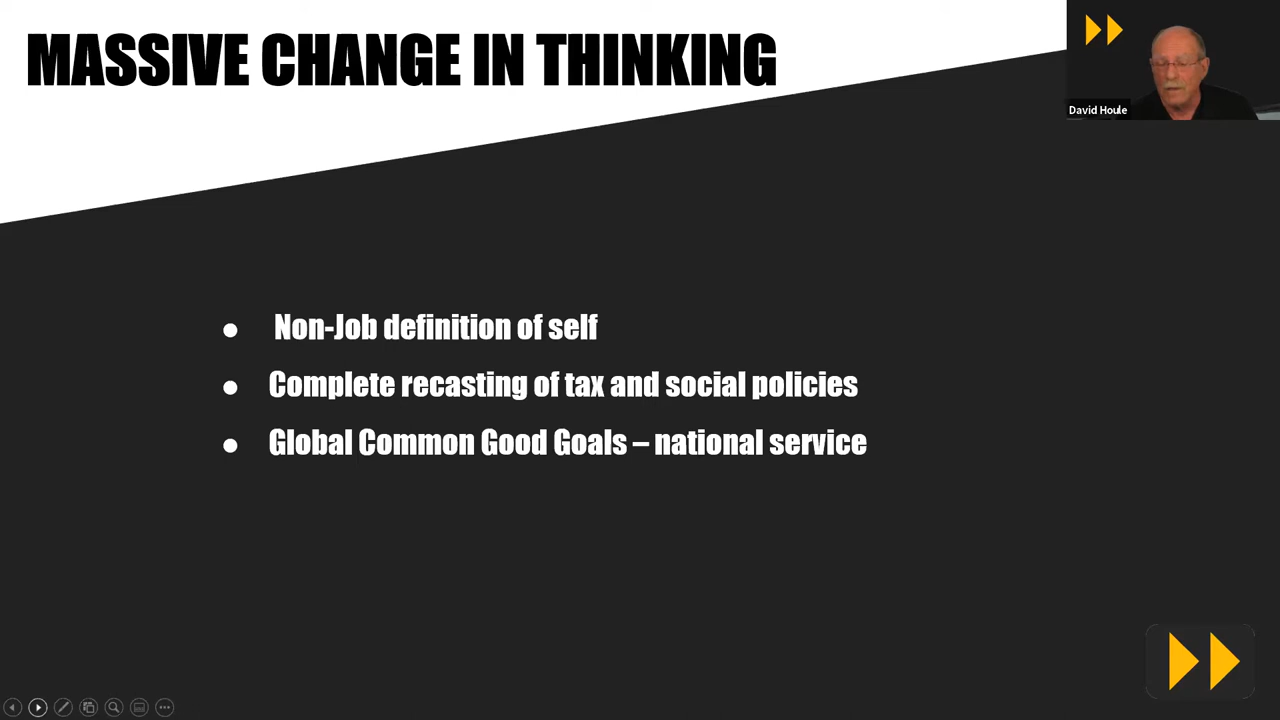 MASSIVE CHANGE IN THINKING
David Houle
● Non-Job definition of self
● Complete recasting of tax and social policies
● Global Common Good Goals – national service